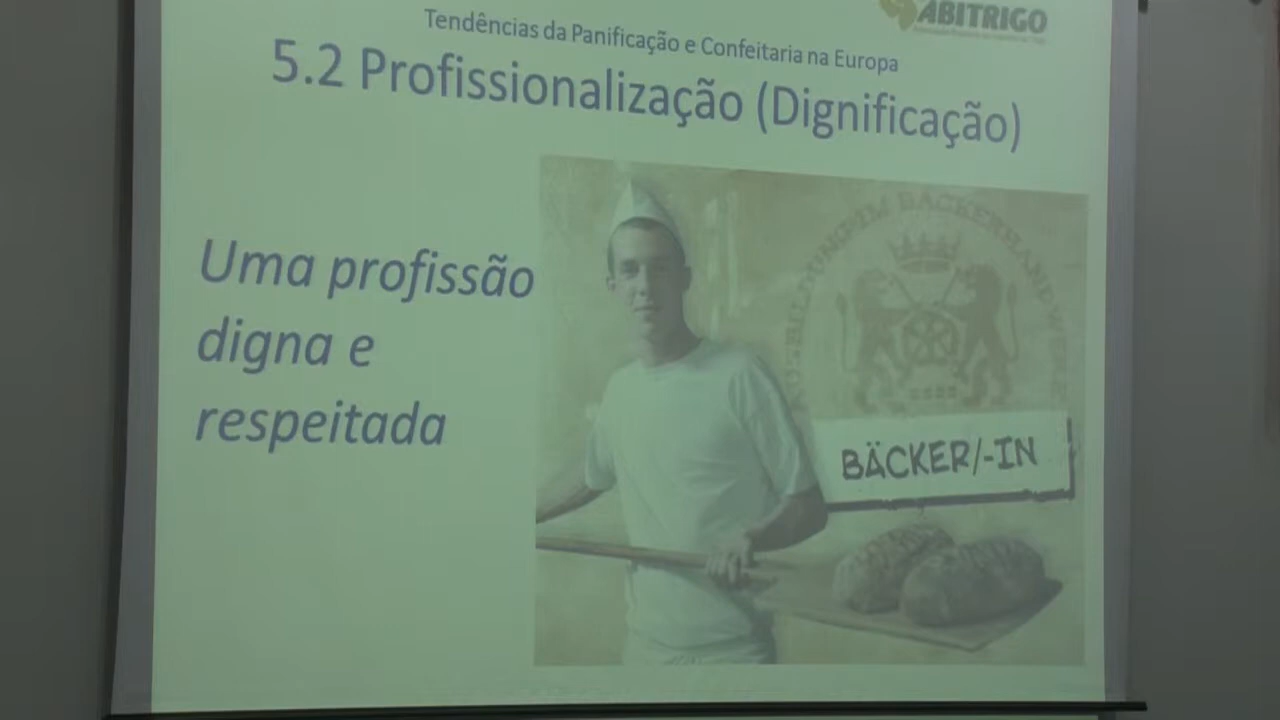 ABITRIGO
Tendências da Panificação e Confeitaria na Europa
5.2 Profissionalização (Dignificação)
Uma profissão
digna e
respeitada
BÄCKER/-IN